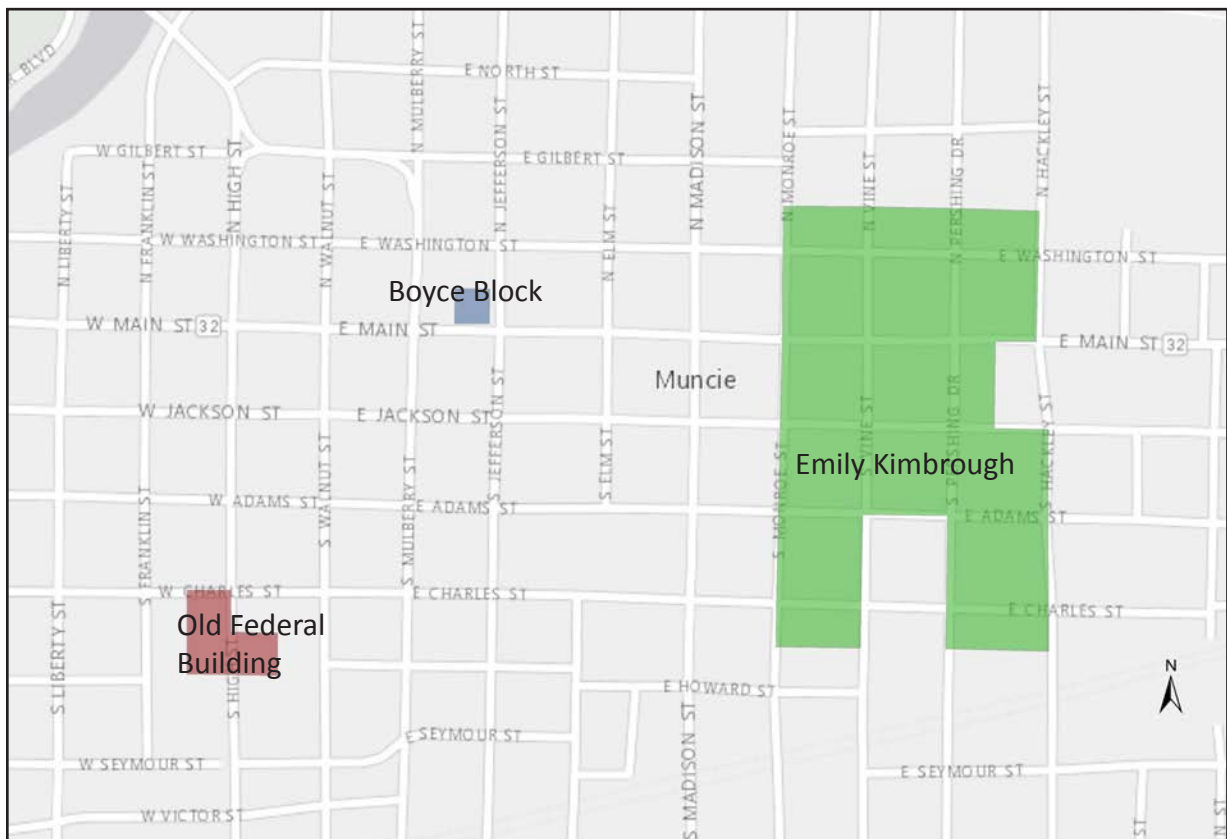 R BLVD
E NORTH ST
N MULBERRY ST
N JEFFERSON ST
N MADISON ST
N MONROE ST
N HACKLEY ST
W GILBERT ST
E GILBERT ST
N LIBERTY ST
N FRANKLIN ST
N HIGH ST
N WALNUT ST
N ELM ST
N VINE ST
N PERSHING DR
W WASHINGTON ST
E WASHINGTON ST
E WASHINGTON ST
Boyce Block
W MAIN ST 32
E MAIN ST
E MAIN ST 32
Muncie
W JACKSON ST
E JACKSON ST
S JEFFERSON ST
S ELM ST
S VINE ST
S PERSHING DR
S HACKLEY ST
Emily Kimbrough
S FRANKLIN ST
S WALNUT ST
S MULBERRY ST
S MONROE ST
W ADAMS ST
E ADAMS ST
E ADAMS ST
W CHARLES ST
E CHARLES ST
E CHARLES ST
Old Federal
Building
S LIBERTY ST
S HIGH ST
E HOWARD ST
S MADISON ST
N
E SEYMOUR ST
W SEYMOUR ST
E SEYMOUR ST
W VICTOR ST
ST
N ST